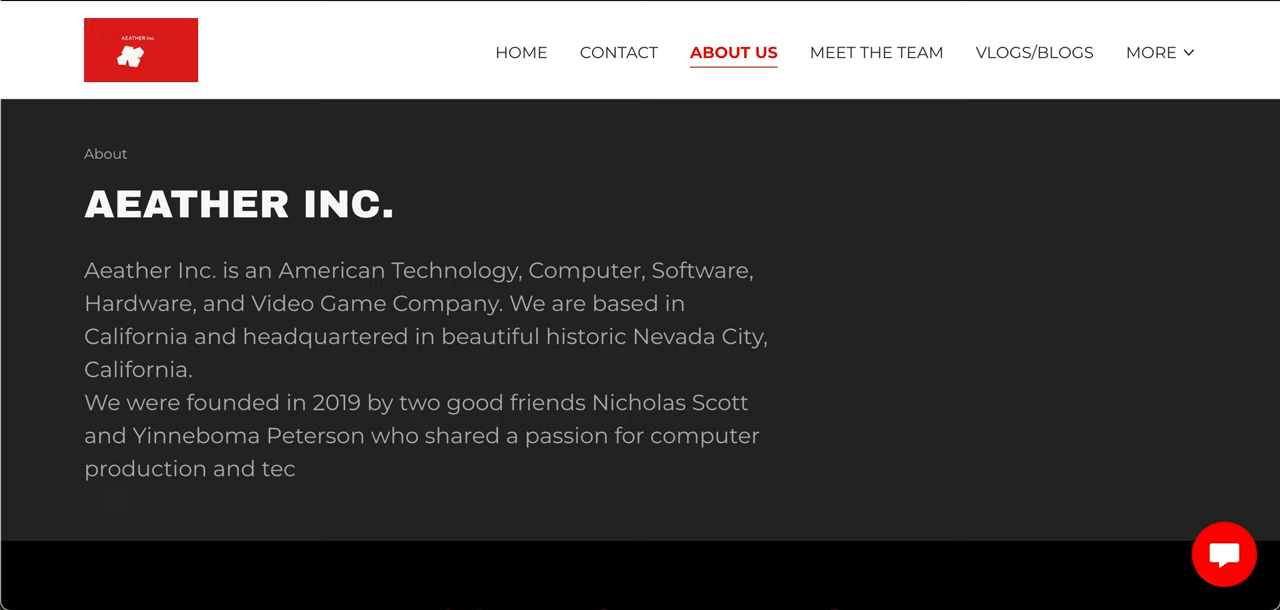 AEATHER Inc.
HOME CONTACT ABOUT US MEET THE TEAM VLOGS/BLOGS MORE
About
AEATHER INC.
Aeather Inc. is an American Technology, Computer, Software,
Hardware, and Video Game Company. We are based in
California and headquartered in beautiful historic Nevada City,
California.
We were founded in 2019 by two good friends Nicholas Scott
and Yinneboma Peterson who shared a passion for computer
production and tec